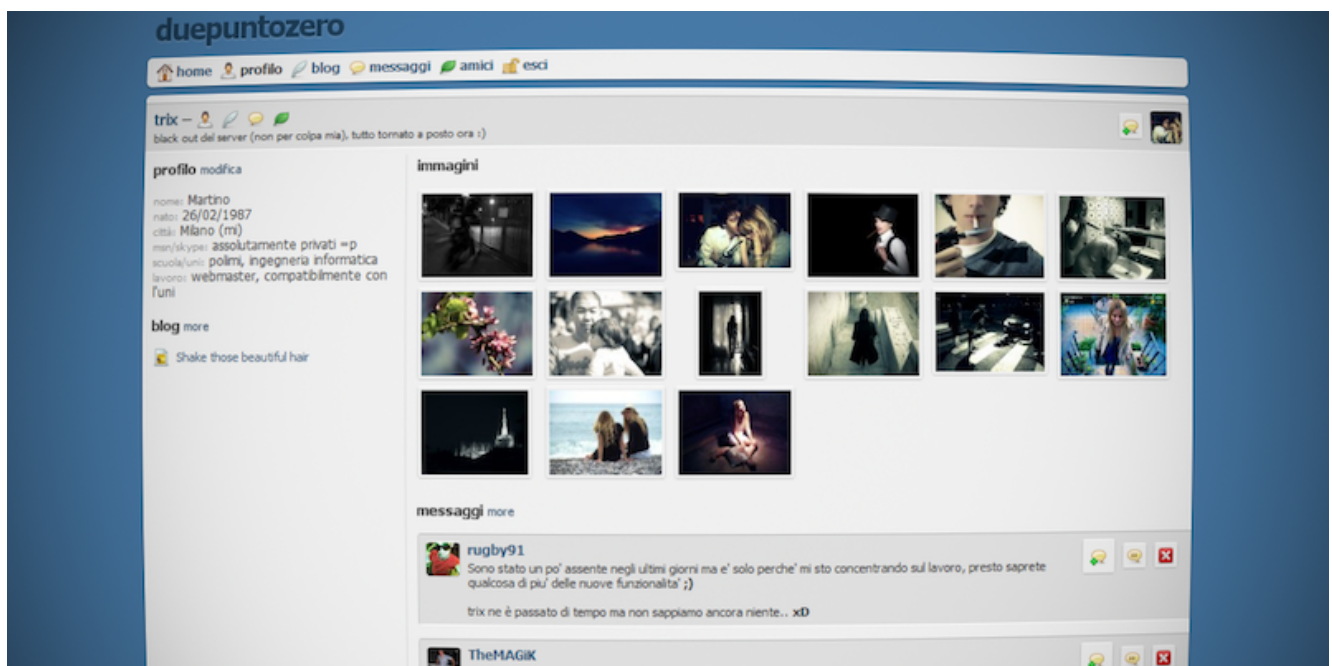 duepuntozero
home profilo blog messaggi amici esci
trix –
black out del server (non per colpa mia), tutto tornato a posto ora :)
profilo modifica
nome: Martino
nato: 26/02/1987
città: Milano (mi)
msn/skype: assolutamente privati =p
scuola/uni: polimi, ingegneria informatica
lavoro: webmaster, compatibilmente con
l'uni
blog more
Shake those beautiful hair
immagini
messaggi more
rugby91
Sono stato un po' assente negli ultimi giorni ma e' solo perche' mi sto concentrando sul lavoro, presto saprete
qualcosa di piu' delle nuove funzionalita' ;)
trix ne è passato di tempo ma non sappiamo ancora niente.. xD
TheMAGiK